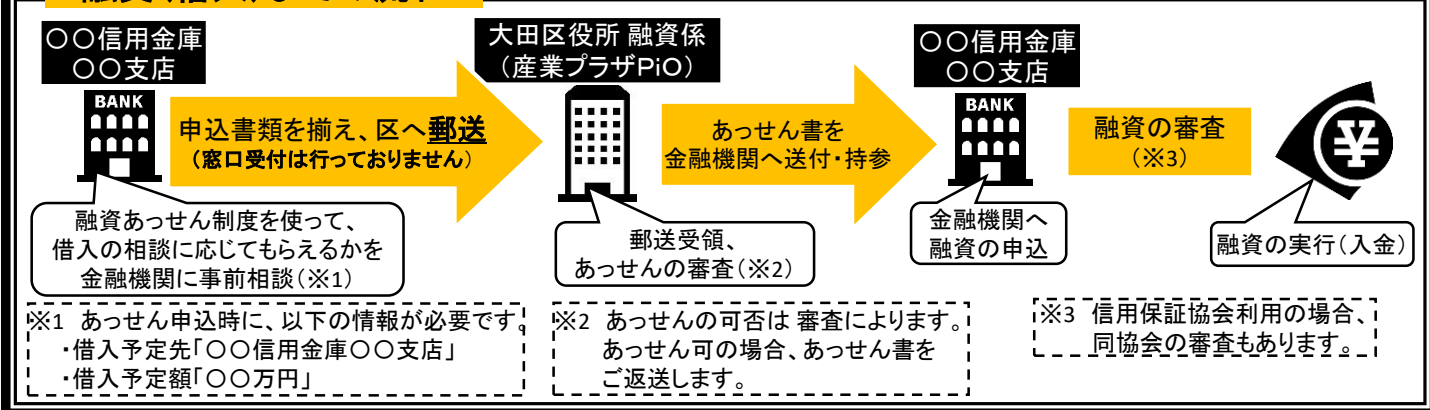 〇〇信用金庫
〇〇支店
BANK
申込書類を揃え、区へ郵送
(窓口受付は行っておりません)
融資あっせん制度を使って、
借入の相談に応じてもらえるかを
金融機関に事前相談(※1)
大田区役所 融資係
(産業プラザPiO)
郵送受領、
あっせんの審査(※2)
あっせん書を
金融機関へ送付・持参
〇〇信用金庫
〇〇支店
BANK
金融機関へ
融資の申込
融資の審査
(※3)
¥
融資の実行(入金)
※1 あっせん申込時に、以下の情報が必要です。
・借入予定先「〇〇信用金庫〇〇支店」
・借入予定額「〇〇万円」
※2 あっせんの可否は 審査によります。
あっせん可の場合、あっせん書を
ご返送します。
※3 信用保証協会利用の場合、
同協会の審査もあります。